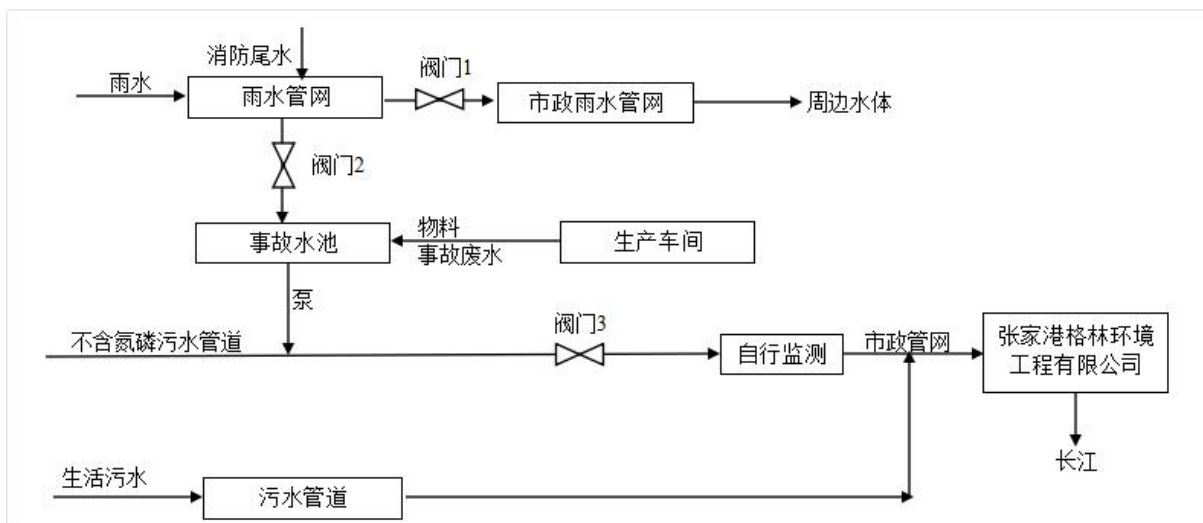 消防尾水
雨水
雨水管网
阀门1
市政雨水管网
周边水体
阀门2
事故水池
物料
事故废水
生产车间
泵
不含氮磷污水管道
阀门3
自行监测
市政管网
张家港格林环境
工程有限公司
长江
生活污水
污水管道